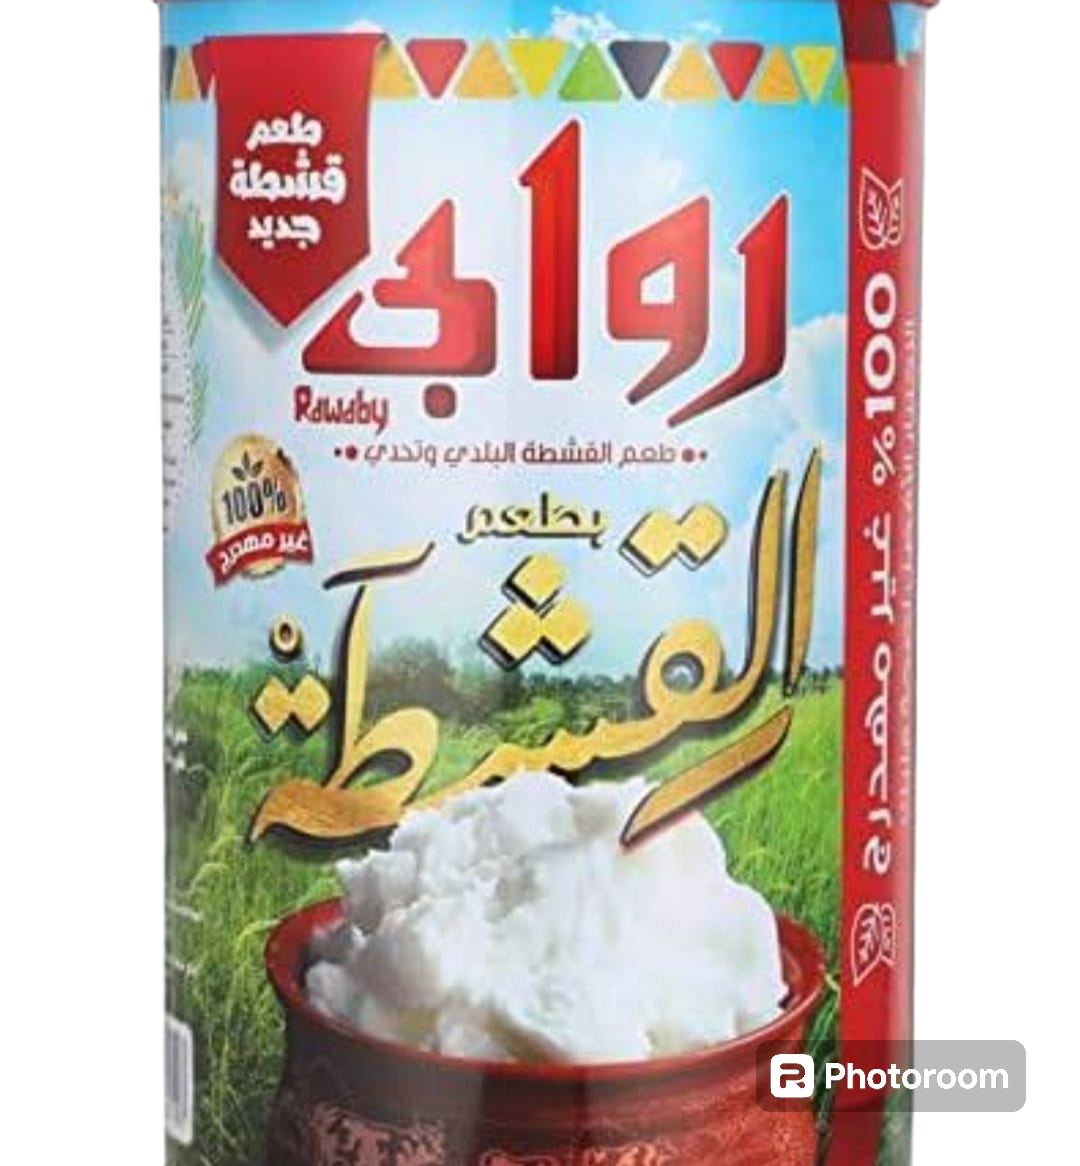 طعم
قشطة
جديد
روابي
Rawaby
طعم القشطة البلدي وتحدي
بطعم
القشطة
100%
غير مهدرج
100% غير مهدرج
Photoroom